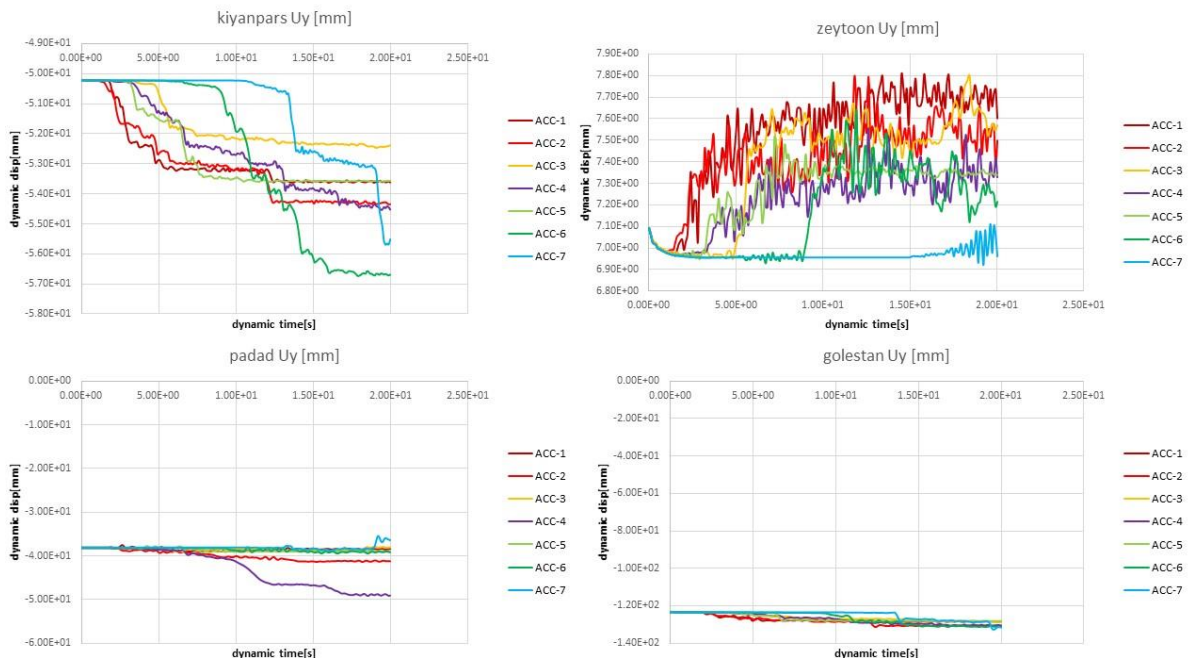 kiyanpars Uy [mm]
-4.90E+01
0.00E+00 5.00E+00 1.00E+01 1.50E+01 2.00E+01 2.50E+01
-5.00E+01
-5.10E+01
-5.20E+01
-5.30E+01
-5.40E+01
-5.50E+01
-5.60E+01
-5.70E+01
-5.80E+01
dynamic disp[mm]
dynamic time[s]
ACC-1
ACC-2
ACC-3
ACC-4
ACC-5
ACC-6
ACC-7
zeytoon Uy [mm]
7.90E+00
7.80E+00
7.70E+00
7.60E+00
7.50E+00
7.40E+00
7.30E+00
7.20E+00
7.10E+00
7.00E+00
6.90E+00
6.80E+00
0.00E+00 5.00E+00 1.00E+01 1.50E+01 2.00E+01 2.50E+01
dynamic disp[mm]
dynamic time[s]
ACC-1
ACC-2
ACC-3
ACC-4
ACC-5
ACC-6
ACC-7
padad Uy [mm]
0.00E+00
0.00E+00 5.00E+00 1.00E+01 1.50E+01 2.00E+01 2.50E+01
-1.00E+01
-2.00E+01
-3.00E+01
-4.00E+01
-5.00E+01
-6.00E+01
dynamic disp[mm]
dynamic time[s]
ACC-1
ACC-2
ACC-3
ACC-4
ACC-5
ACC-6
ACC-7
golestan Uy [mm]
0.00E+00
0.00E+00 5.00E+00 1.00E+01 1.50E+01 2.00E+01 2.50E+01
-2.00E+01
-4.00E+01
-6.00E+01
-8.00E+01
-1.00E+02
-1.20E+02
-1.40E+02
dynamic disp[mm]
dynamic time[s]
ACC-1
ACC-2
ACC-3
ACC-4
ACC-5
ACC-6
ACC-7